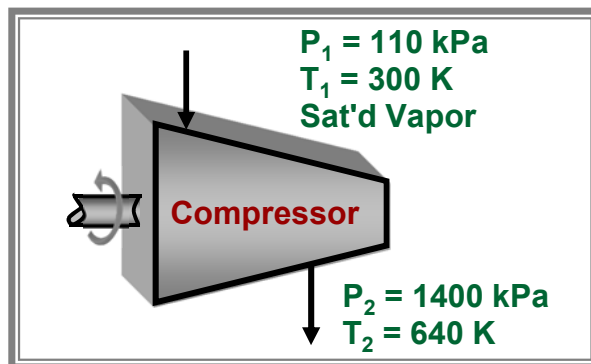 P₁ = 110 kPa
T₁ = 300 K
Sat'd Vapor
Compressor
P₂ = 1400 kPa
T₂ = 640 K